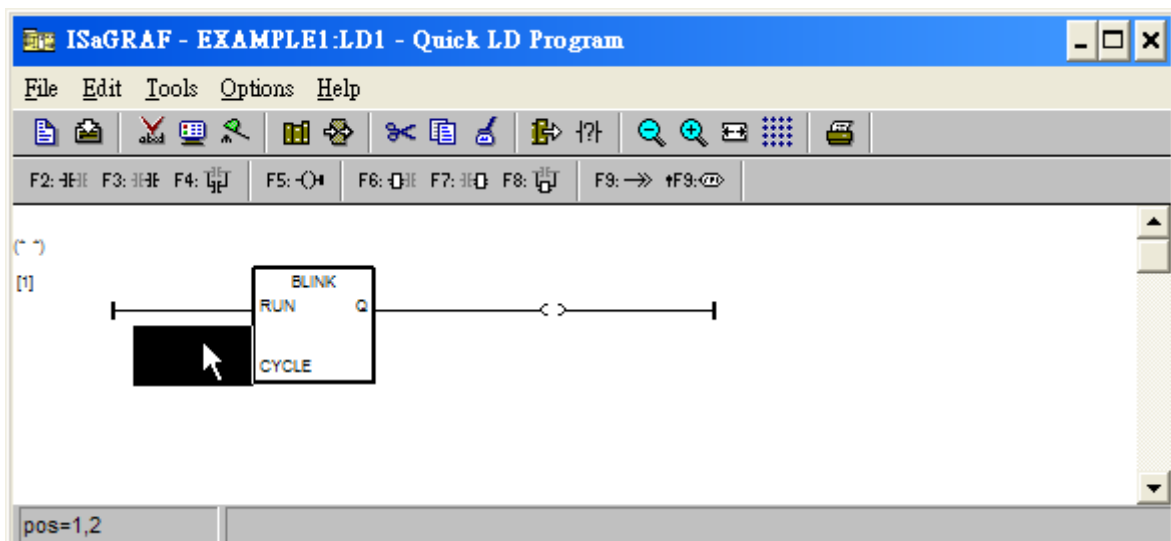 ISaGRAF - EXAMPLE1:LD1 - Quick LD Program
File Edit Tools Options Help
F2: F3: F4: F5: F6: F7: F8: F9: F9:
(* *)
[1]
BLINK
RUN Q
CYCLE
pos=1,2